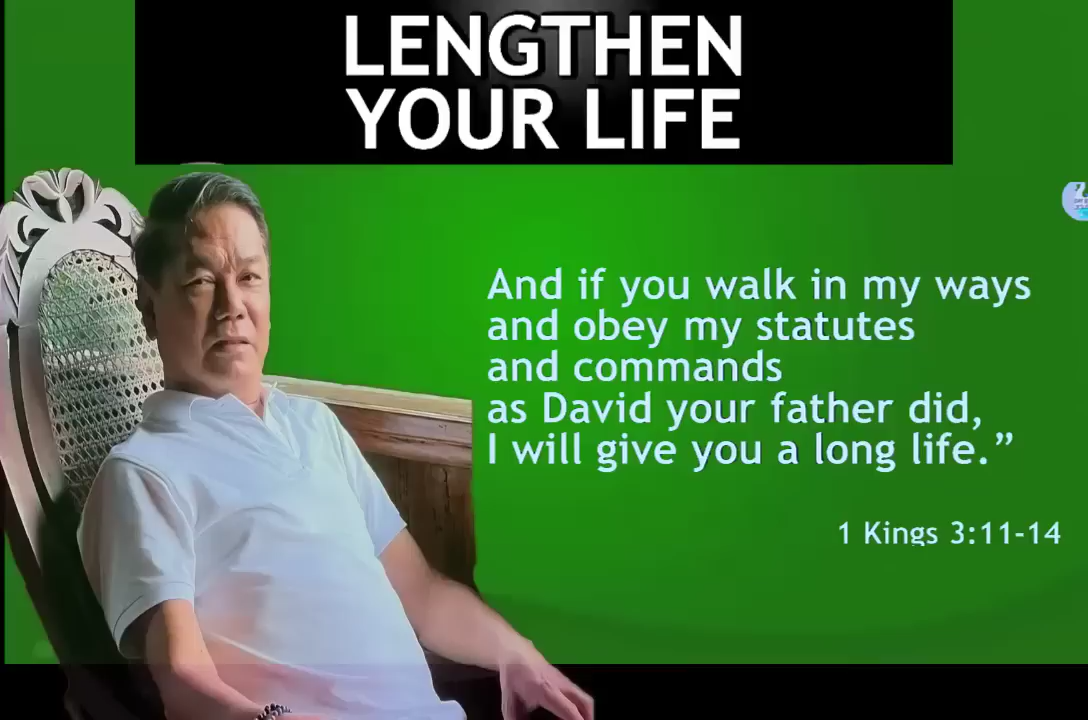 LENGTHEN
YOUR LIFE
And if you walk in my ways
and obey my statutes
and commands
as David your father did,
I will give you a long life.”
1 Kings 3:11-14